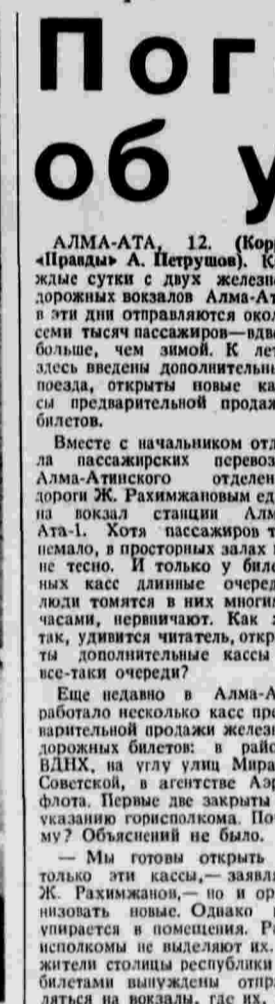 Пог
об у
АЛМА-АТА, 12. (Кор
«Правды» А. Петрушов). К
ждые сутки с двух железн
дорожных вокзалов Алма-Ат
в эти дни отправляются окол
семи тысяч пассажиров—вдв
больше, чем зимой. К лет
здесь введены дополнительны
поезда, открыты новые ка
сы предварительной продаж
билетов.
Вместе с начальником отд
ла пассажирских перевоз
Алма-Атинского отделен
дороги Ж. Рахимжановым ед
на вокзал станции Алм
Ата-1. Хотя пассажиров т
немало, в просторных залах
не тесно. И только у биле
ных касс длинные очеред
люди томятся в них многи
часами, нервничают. Как
так, удивится читатель, откр
ты дополнительные кассы
все-таки очереди?
Еще недавно в Алма-А
работало несколько касс пре
варительной продажи желез
дорожных билетов: в райо
ВДНХ, на углу улиц Мира
Советской, в агентстве Аэр
флота. Первые две закрыты
указанию горисполкома. По
му? Объяснений не было.
— Мы готовы открыть
только эти кассы,— заявл
Ж. Рахимжанов,— но и ор
низовать новые. Однако
упирается в помещения. Ра
исполкомы не выделяют их.
жители столицы республики
билетами вынуждены отпр
ляться на вокзалы, где их